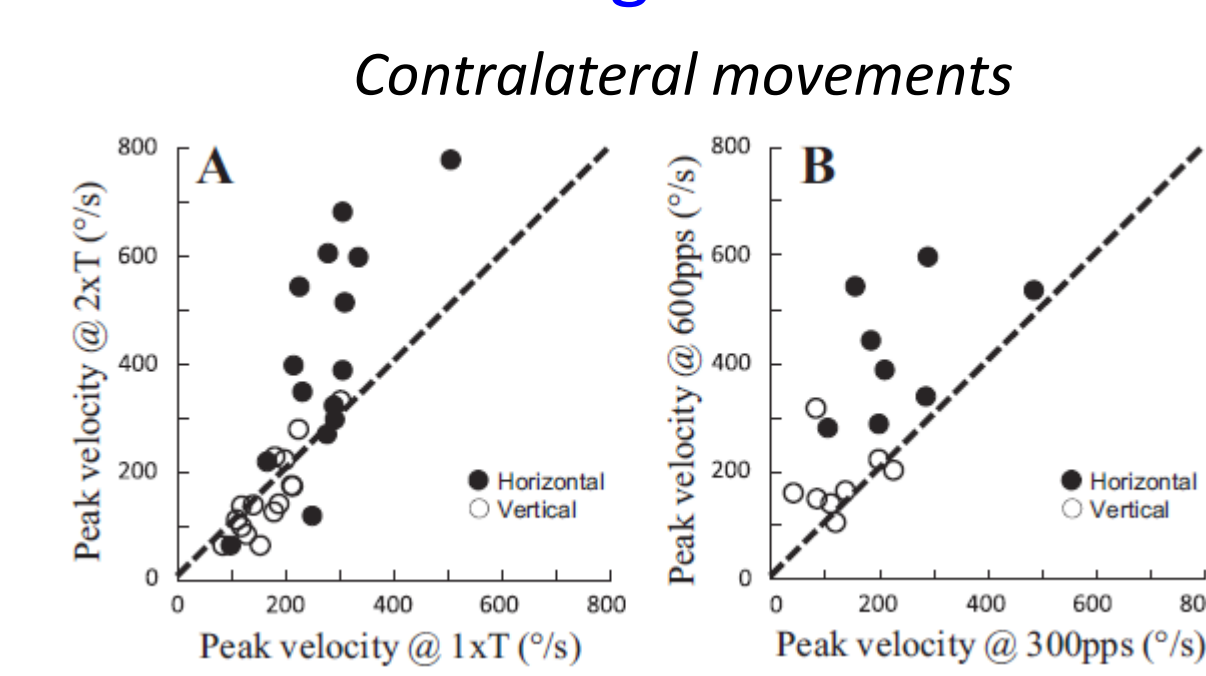 Contralateral movements
A
Peak velocity @ 2xT (°/s)
800
600
400
200
0
0 200 400 600 800
Horizontal
Vertical
Peak velocity @ 1xT (°/s)
B
Peak velocity @ 600pps (°/s)
800
600
400
200
0
0 200 400 600 80
Horizontal
Vertical
Peak velocity @ 300pps (°/s)